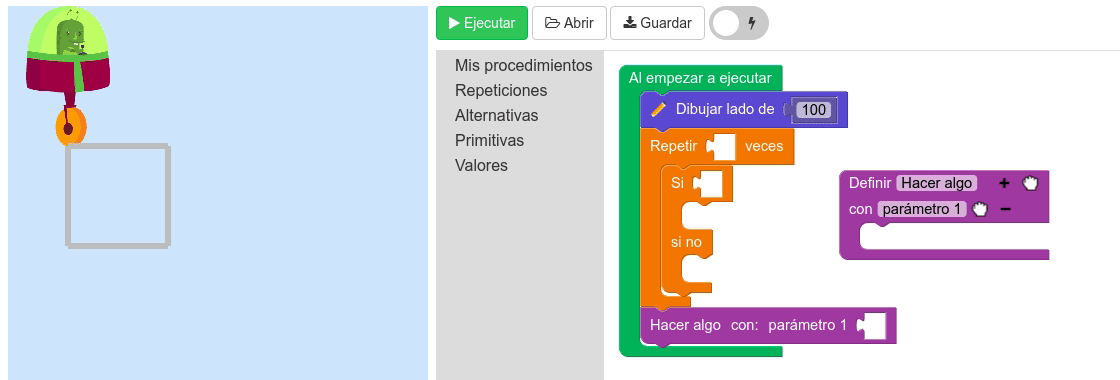 Ejecutar Abrir Guardar
Mis procedimientos
Repeticiones
Alternativas
Primitivas
Valores
Al empezar a ejecutar
Dibujar lado de 100
Repetir veces
Si
si no
Hacer algo con: parámetro 1
Definir Hacer algo +
con parámetro 1 −